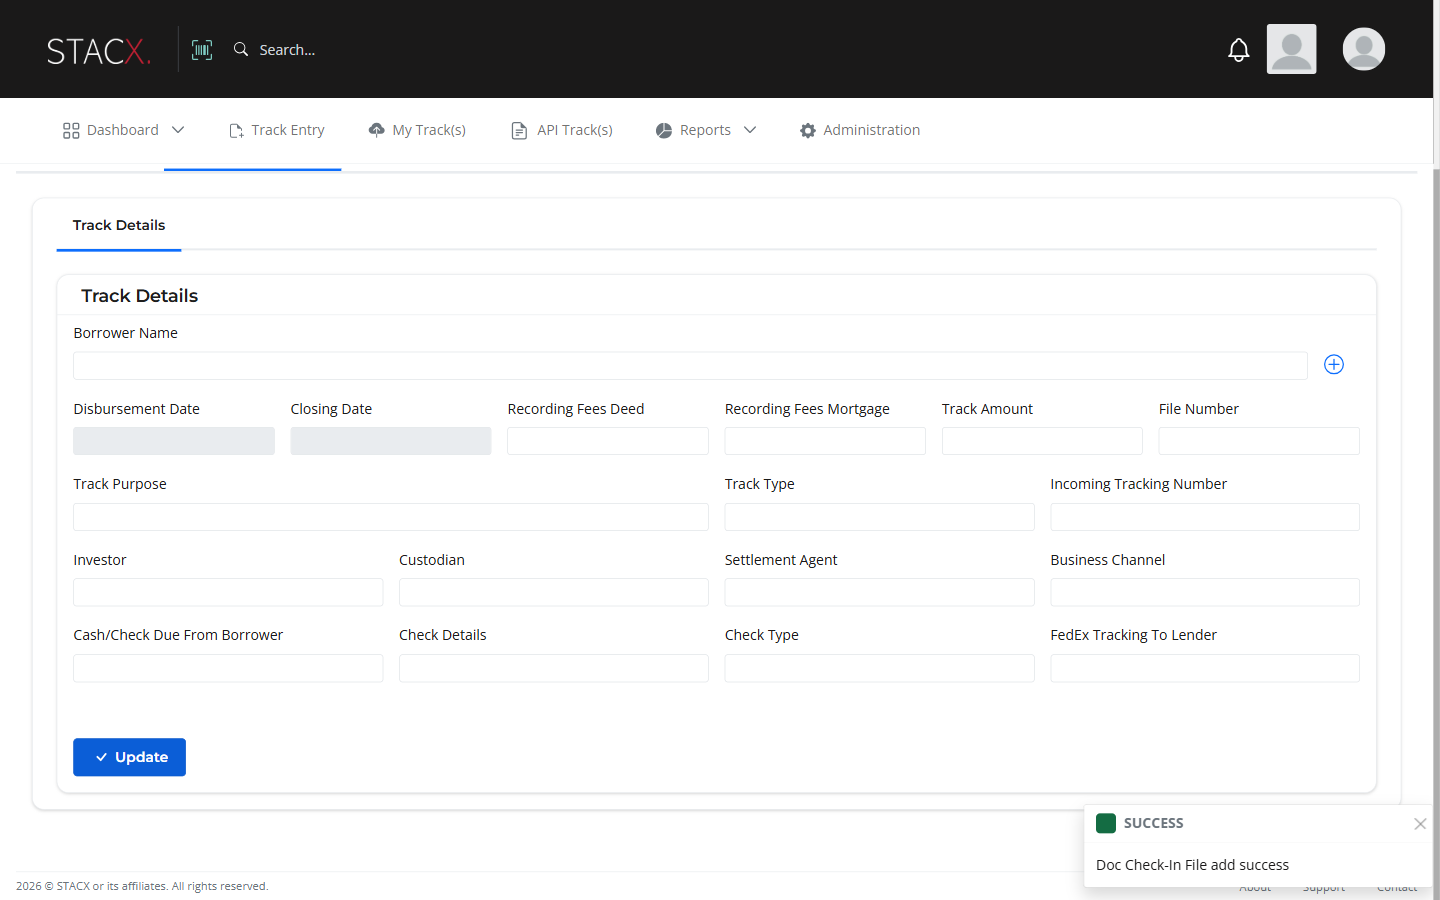 STACX.
Search...
Dashboard
Track Entry
My Track(s)
API Track(s)
Reports
Administration
Track Details
Track Details
Borrower Name
Disbursement Date
Closing Date
Recording Fees Deed
Recording Fees Mortgage
Track Amount
File Number
Track Purpose
Track Type
Incoming Tracking Number
Investor
Custodian
Settlement Agent
Business Channel
Cash/Check Due From Borrower
Check Details
Check Type
FedEx Tracking To Lender
Update
SUCCESS
Doc Check-In File add success
2026 © STACX or its affiliates. All rights reserved.
About
Support
Contact